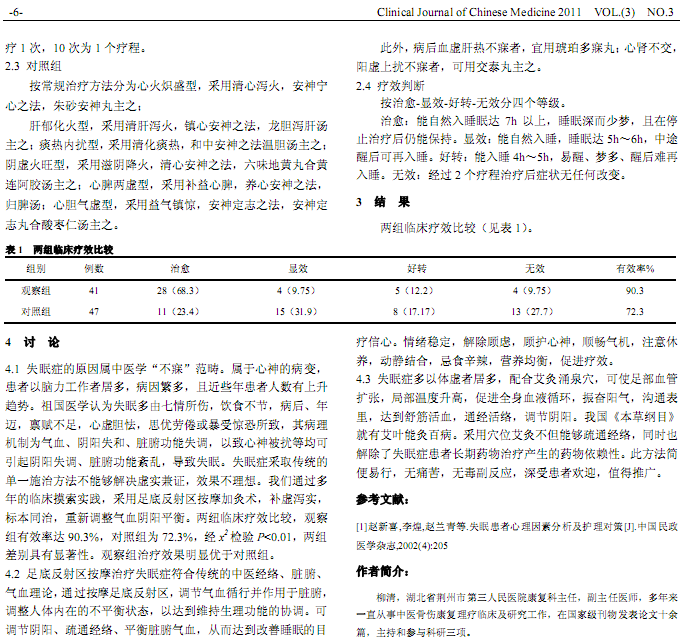 -6-
Clinical Journal of Chinese Medicine 2011 VOL.(3) NO.3
疗 1 次，10 次为 1 个疗程。
2.3 对照组
按常规治疗方法分为心火炽盛型，采用清心泻火，安神宁
心之法，朱砂安神丸主之；
肝郁化火型，采用清肝泻火，镇心安神之法，龙胆泻肝汤
主之；痰热内扰型，采用清化痰热，和中安神之法温胆汤主之；
阴虚火旺型，采用滋阴降火，清心安神之法，六味地黄丸合黄
连阿胶汤主之；心脾两虚型，采用补益心脾，养心安神之法，
归脾汤；心胆气虚型，采用益气镇惊，安神定志之法，安神定
志丸合酸枣仁汤主之。
此外，病后血虚肝热不寐者，宜用琥珀多寐丸；心肾不交，
阳虚上扰不寐者，可用交泰丸主之。
2.4 疗效判断
按治愈-显效-好转-无效分四个等级。
治愈：能自然入睡睡眠达 7h 以上，睡眠深而少梦，且在停
止治疗后仍能保持。显效：能自然入睡，睡眠达 5h～6h，中途
醒后可再入睡。好转：能入睡 4h～5h，易醒、梦多、醒后难再
入睡。无效：经过 2 个疗程治疗后症状无任何改变。
3 结 果
两组临床疗效比较（见表 1）。
表 1 两组临床疗效比较
组别 例数 治愈 显效 好转 无效 有效率%
观察组 41 28（68.3） 4（9.75） 5（12.2） 4（9.75） 90.3
对照组 47 11（23.4） 15（31.9） 8（17.17） 13（27.7） 72.3
4 讨 论
4.1 失眠症的原因属中医学“不寐”范畴。属于心神的病变，
患者以脑力工作者居多，病因繁多，且近些年患者人数有上升
趋势。祖国医学认为失眠多由七情所伤，饮食不节，病后、年
迈，禀赋不足，心虚胆怯，思忧劳倦或暴受惊恐所致，其病理
机制为气血、阴阳失和、脏腑功能失调，以致心神被扰等均可
引起阴阳失调、脏腑功能紊乱，导致失眠。失眠症采取传统的
单一施治方法不能够解决虚实兼证，效果不理想。我们通过多
年的临床摸索实践，采用足底反射区按摩加灸术，补虚泻实，
标本同治，重新调整气血阴阳平衡。两组临床疗效比较，观察
组有效率达 90.3%，对照组为 72.3%，经 x² 检验 P<0.01，两组
差别具有显著性。观察组治疗效果明显优于对照组。
4.2 足底反射区按摩治疗失眠症符合传统的中医经络、脏腑、
气血理论，通过按摩足底反射区，调节气血循行并作用于脏腑，
调整人体内在的不平衡状态，以达到维持生理功能的协调。可
调节阴阳、疏通经络、平衡脏腑气血，从而达到改善睡眠的目
疗信心。情绪稳定，解除顾虑，顾护心神，顺畅气机，注意休
养，动静结合，忌食辛辣，营养均衡，促进疗效。
4.3 失眠症多以体虚者居多，配合艾灸涌泉穴，可使足部血管
扩张，局部温度升高，促进全身血液循环，振奋阳气，沟通表
里，达到舒筋活血，通经活络，调节阴阳。我国《本草纲目》
就有艾叶能灸百病。采用穴位艾灸不但能够疏通经络，同时也
解除了失眠症患者长期药物治疗产生的药物依赖性。此方法简
便易行，无痛苦，无毒副反应，深受患者欢迎，值得推广。
参考文献：
[1]赵新喜,李煌,赵兰青等.失眠患者心理因素分析及护理对策[J].中国民政
医学杂志,2002(4):205
作者简介：
柳清，湖北省荆州市第三人民医院康复科主任，副主任医师，多年来
一直从事中医骨伤康复理疗临床及研究工作，在国家级刊物发表论文十余
篇，主持和参与科研三项。